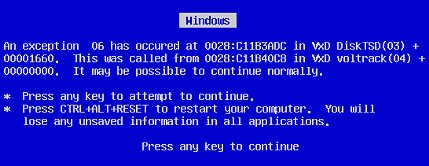 Windows
An exception 06 has occured at 0028:C11B3ADC in VxD DiskTSD(03) +
00001660. This was called from 0028:C11B40C8 in VxD voltrack(04) +
00000000. It may be possible to continue normally.
* Press any key to attempt to continue.
* Press CTRL+ALT+RESET to restart your computer. You will
lose any unsaved information in all applications.
Press any key to continue